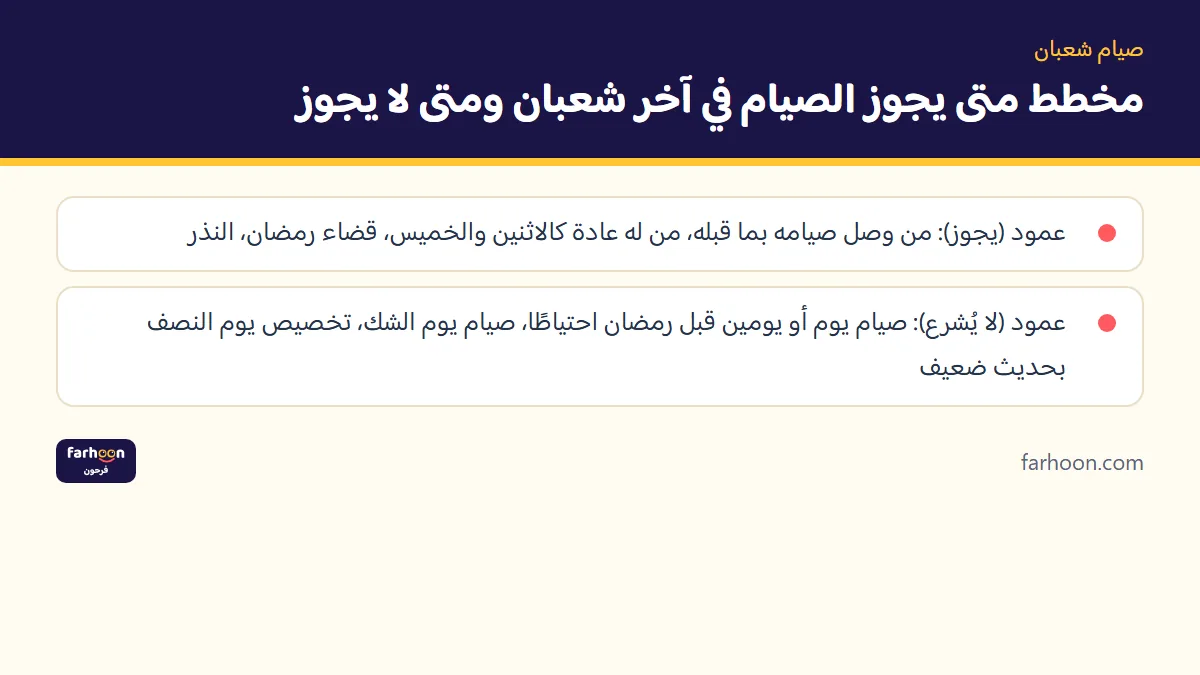 صيام شعبان
مخطط متى يجوز الصيام في آخر شعبان ومتى لا يجوز
عمود (يجوز): من وصل صيامه بما قبله، من له عادة كالاثنين والخميس، قضاء رمضان، النذر
عمود (لا يُشرع): صيام يوم أو يومين قبل رمضان احتياطًا، صيام يوم الشك، تخصيص يوم النصف
بحديث ضعيف
farhoon.com
farhoon
فرحون